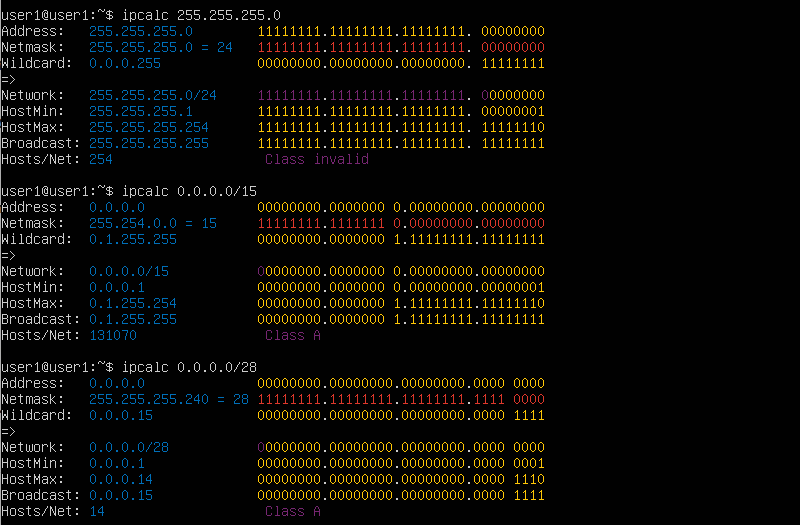 user1@user1:~$ ipcalc 255.255.255.0
Address:   255.255.255.0        11111111.11111111.11111111. 00000000
Netmask:   255.255.255.0 = 24   11111111.11111111.11111111. 00000000
Wildcard:  0.0.0.255            00000000.00000000.00000000. 11111111
=>
Network:   255.255.255.0/24     11111111.11111111.11111111. 00000000
HostMin:   255.255.255.1        11111111.11111111.11111111. 00000001
HostMax:   255.255.255.254      11111111.11111111.11111111. 11111110
Broadcast: 255.255.255.255      11111111.11111111.11111111. 11111111
Hosts/Net: 254                   Class invalid
user1@user1:~$ ipcalc 0.0.0.0/15
Address:   0.0.0.0              00000000.0000000 0.00000000.00000000
Netmask:   255.254.0.0 = 15     11111111.1111111 0.00000000.00000000
Wildcard:  0.1.255.255          00000000.0000000 1.11111111.11111111
=>
Network:   0.0.0.0/15           00000000.0000000 0.00000000.00000000
HostMin:   0.0.0.1              00000000.0000000 0.00000000.00000001
HostMax:   0.1.255.254          00000000.0000000 1.11111111.11111110
Broadcast: 0.1.255.255          00000000.0000000 1.11111111.11111111
Hosts/Net: 131070                Class A
user1@user1:~$ ipcalc 0.0.0.0/28
Address:   0.0.0.0              00000000.00000000.00000000.0000 0000
Netmask:   255.255.255.240 = 28 11111111.11111111.11111111.1111 0000
Wildcard:  0.0.0.15             00000000.00000000.00000000.0000 1111
=>
Network:   0.0.0.0/28           00000000.00000000.00000000.0000 0000
HostMin:   0.0.0.1              00000000.00000000.00000000.0000 0001
HostMax:   0.0.0.14             00000000.00000000.00000000.0000 1110
Broadcast: 0.0.0.15             00000000.00000000.00000000.0000 1111
Hosts/Net: 14                    Class A